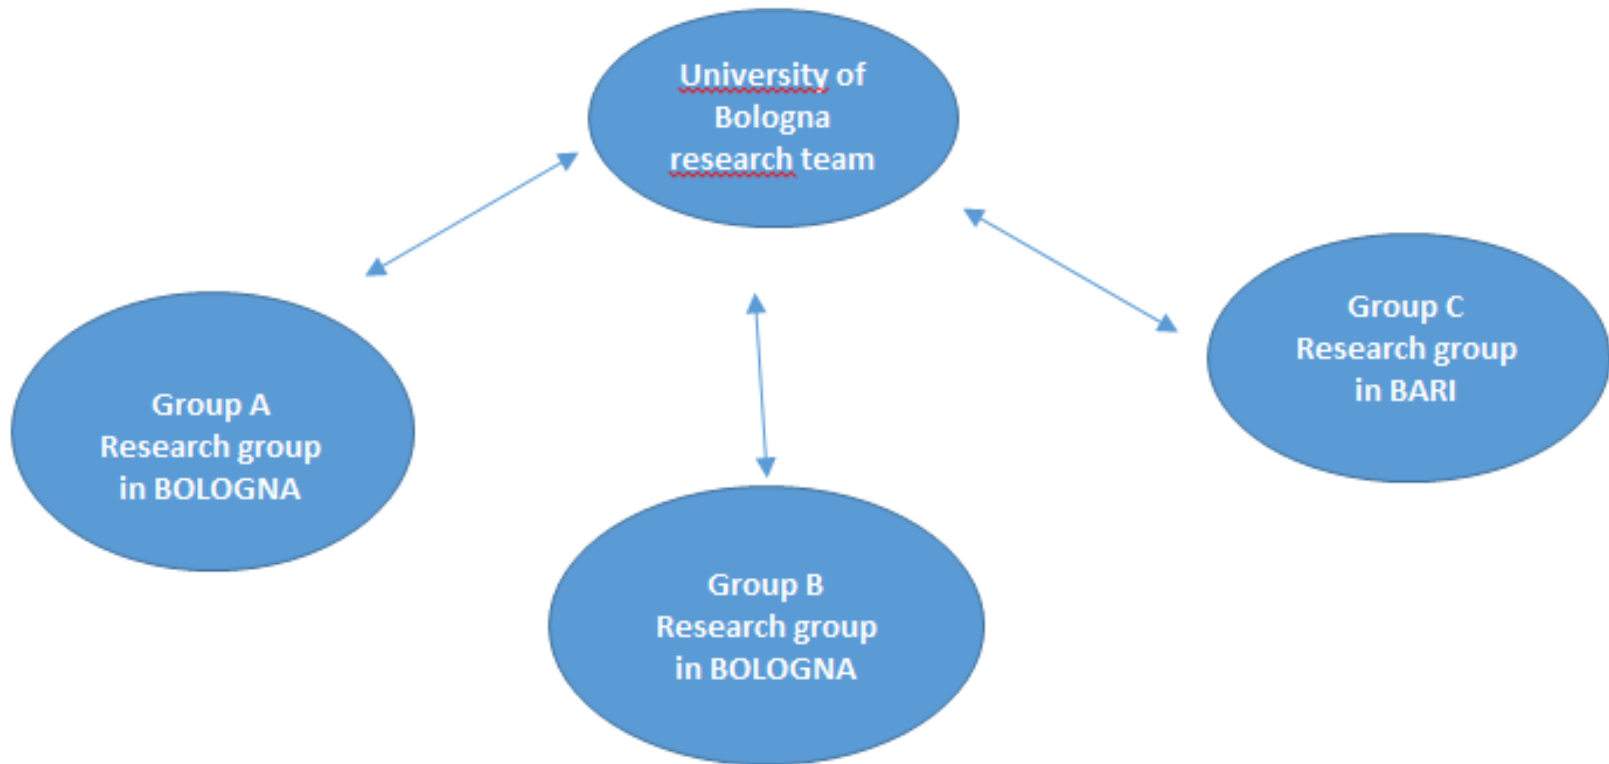 University of
Bologna
research team
Group C
Research group
in BARI
Group A
Research group
in BOLOGNA
Group B
Research group
in BOLOGNA